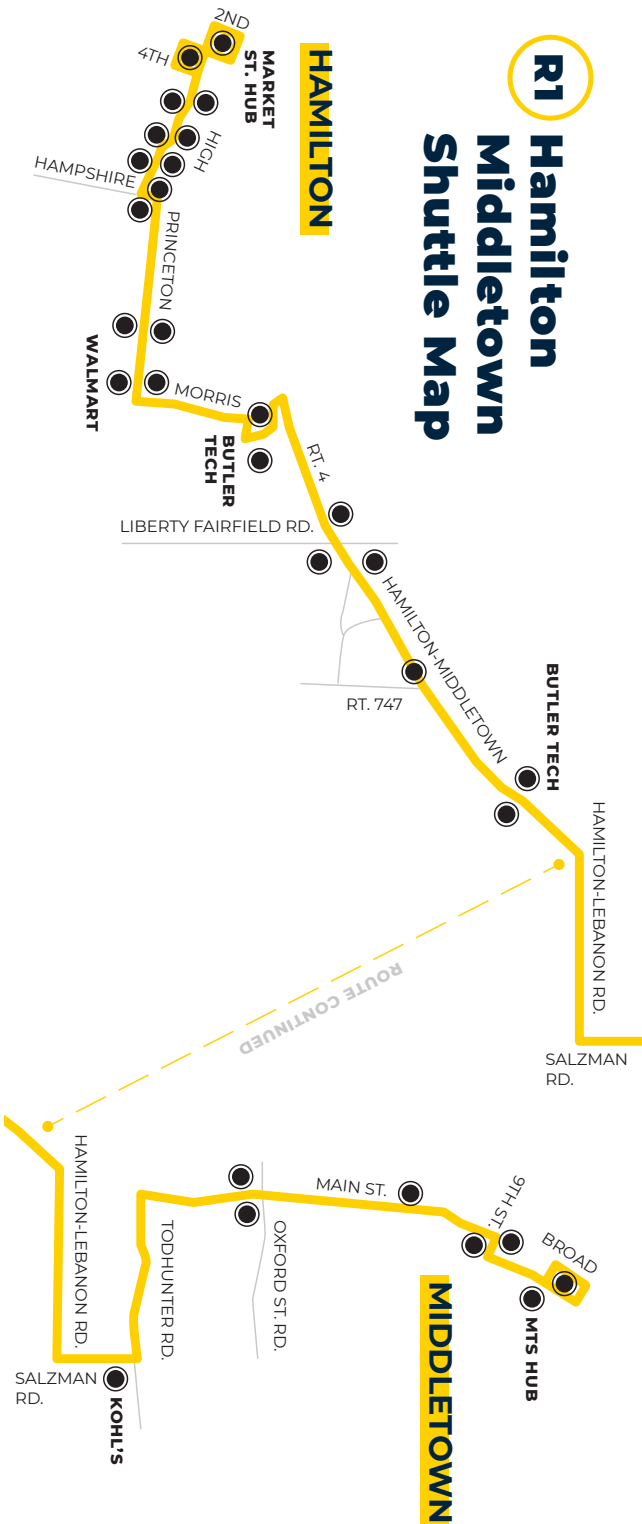 R1
Hamilton
Middletown
Shuttle Map
HAMILTON
2ND
4TH
MARKET
ST. HUB
HIGH
HAMPSHIRE
PRINCETON
WALMART
MORRIS
BUTLER
TECH
RT. 4
LIBERTY FAIRFIELD RD.
HAMILTON-MIDDLETOWN
RT. 747
BUTLER TECH
HAMILTON-LEBANON RD.
SALZMAN
RD.
ROUTE CONTINUED
HAMILTON-LEBANON RD.
SALZMAN
RD.
KOHL'S
TODHUNTER RD.
OXFORD ST. RD.
MAIN ST.
9TH ST.
BROAD
MTS HUB
MIDDLETOWN